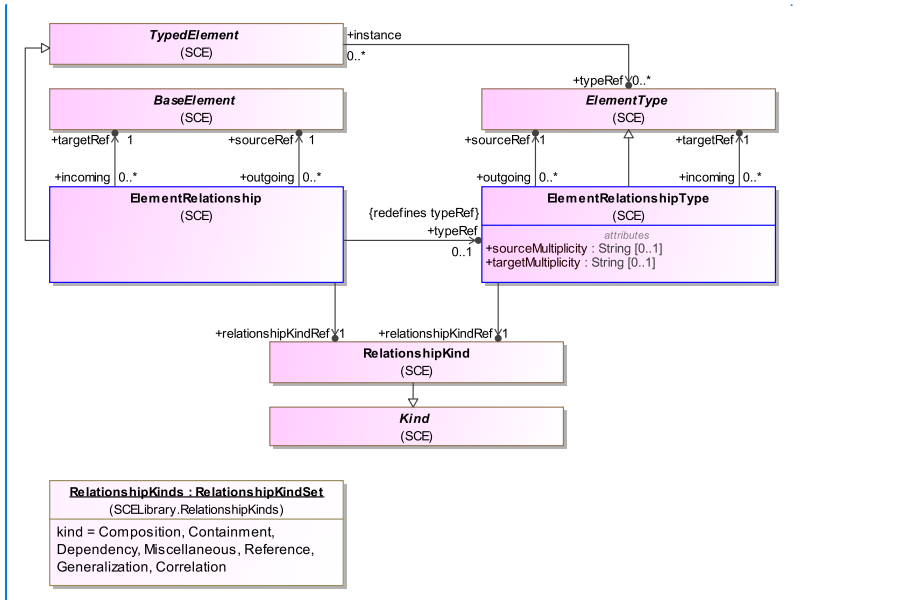 TypedElement
(SCE)
+instance
0..*
+typeRef 0..*
BaseElement
(SCE)
ElementType
(SCE)
+targetRef 1
+sourceRef 1
+sourceRef 1
+targetRef 1
+incoming 0..*
+outgoing 0..*
+outgoing 0..*
+incoming 0..*
ElementRelationship
(SCE)
{redefines typeRef}
+typeRef
0..1
ElementRelationshipType
(SCE)
attributes
+sourceMultiplicity : String [0..1]
+targetMultiplicity : String [0..1]
+relationshipKindRef 1
+relationshipKindRef 1
RelationshipKind
(SCE)
Kind
(SCE)
RelationshipKinds : RelationshipKindSet
(SCELibrary.RelationshipKinds)
kind = Composition, Containment,
Dependency, Miscellaneous, Reference,
Generalization, Correlation